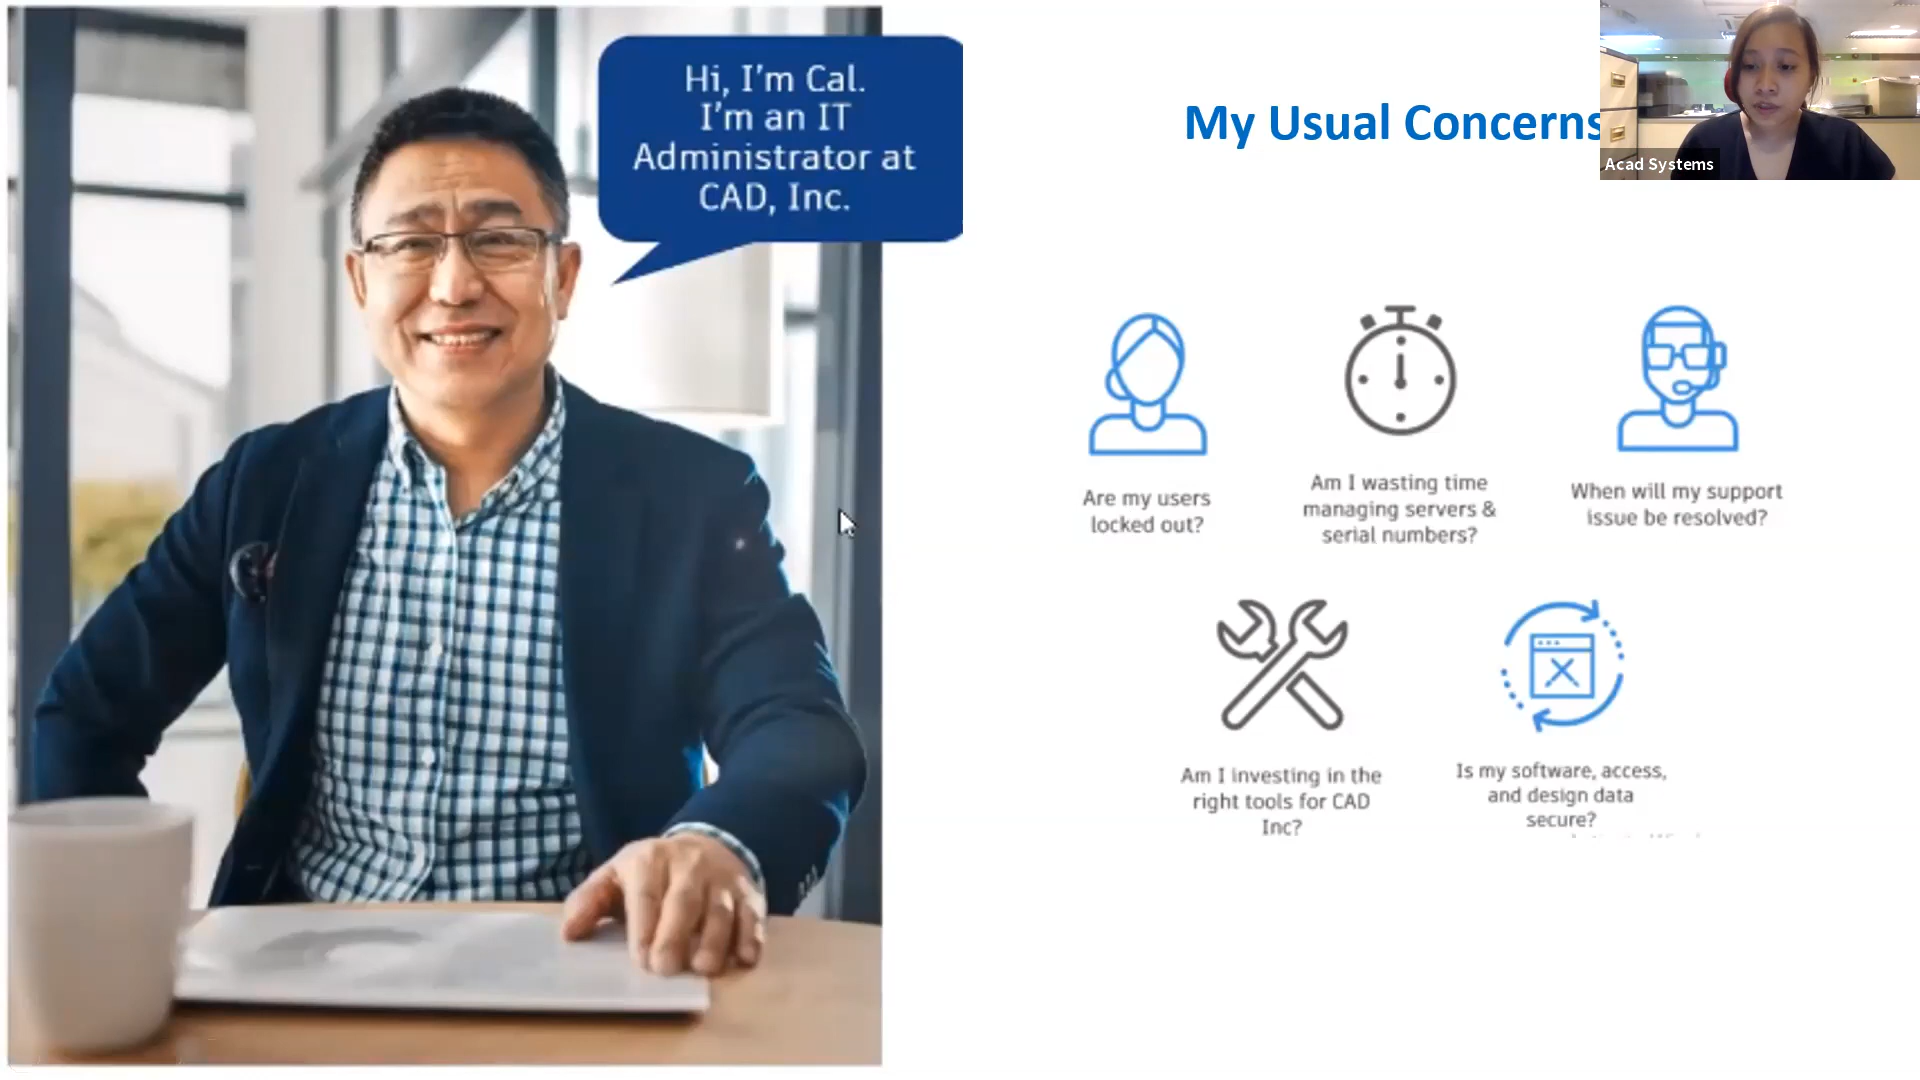 Hi, I'm Cal.
I'm an IT
Administrator at
CAD, Inc.
My Usual Concerns
Acad Systems
Are my users
locked out?
Am I wasting time
managing servers &
serial numbers?
When will my support
issue be resolved?
Am I investing in the
right tools for CAD
Inc?
Is my software, access,
and design data
secure?